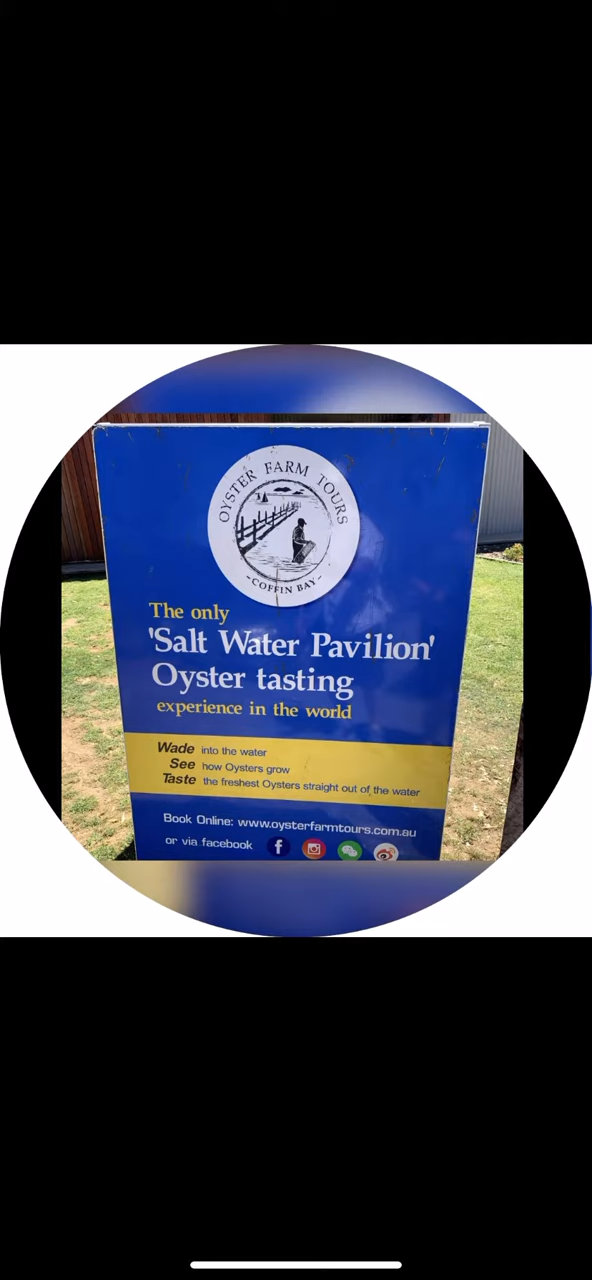 OYSTER FARM TOURS
-COFFIN BAY-
The only
'Salt Water Pavilion'
Oyster tasting
experience in the world
Wade into the water
See how Oysters grow
Taste the freshest Oysters straight out of the water
Book Online: www.oysterfarmtours.com.au
or via facebook f